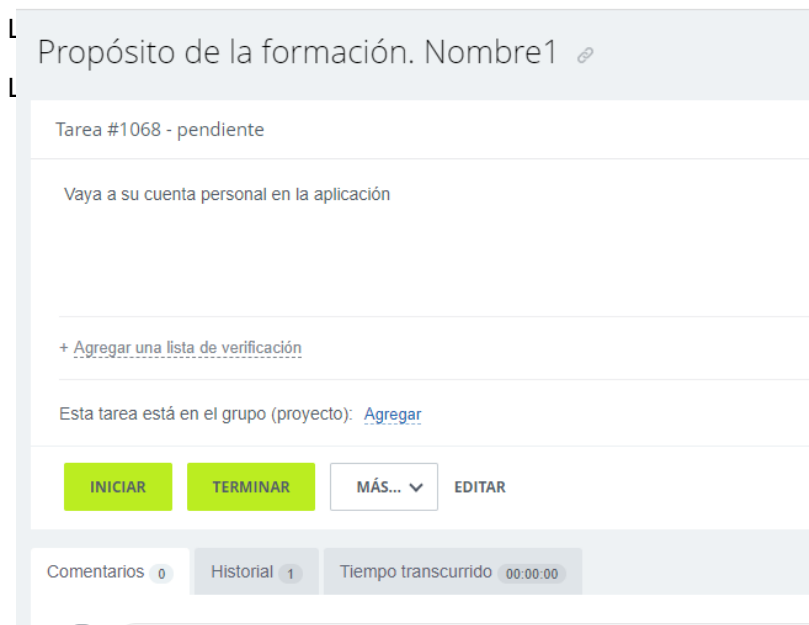 Propósito de la formación. Nombre1
Tarea #1068 - pendiente
Vaya a su cuenta personal en la aplicación
+ Agregar una lista de verificación
Esta tarea está en el grupo (proyecto): Agregar
INICIAR TERMINAR MÁS... EDITAR
Comentarios 0 Historial 1 Tiempo transcurrido 00:00:00